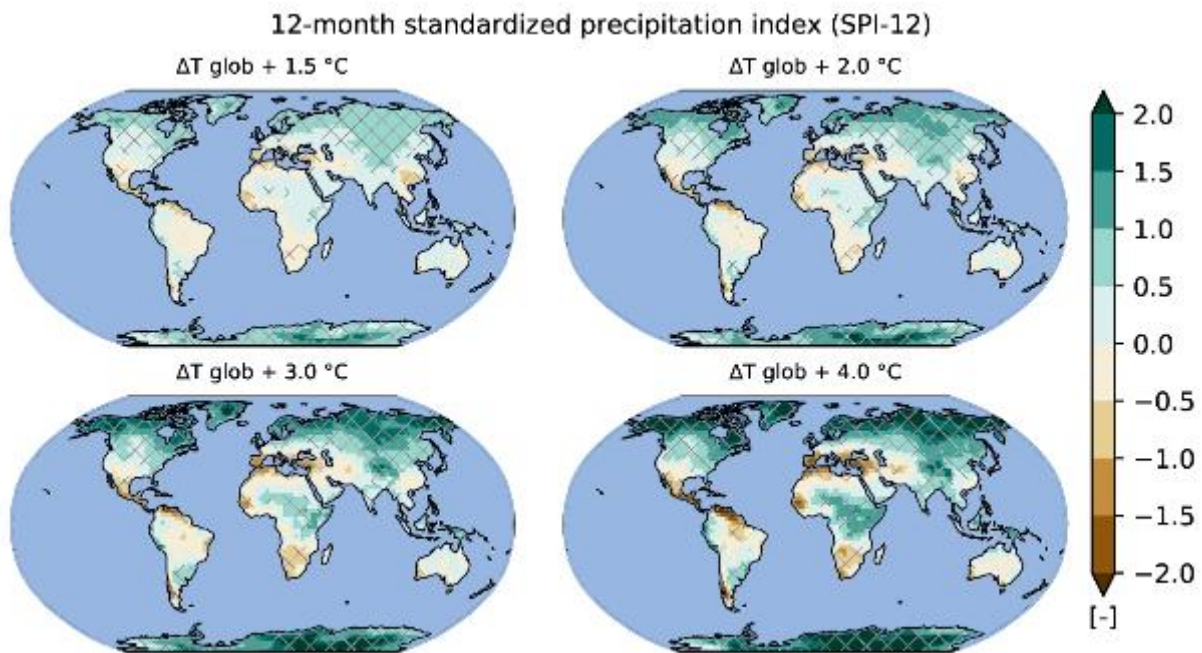 12-month standardized precipitation index (SPI-12)
ΔT glob + 1.5 °C
ΔT glob + 2.0 °C
ΔT glob + 3.0 °C
ΔT glob + 4.0 °C
2.0
1.5
1.0
0.5
0.0
−0.5
−1.0
−1.5
−2.0
[-]